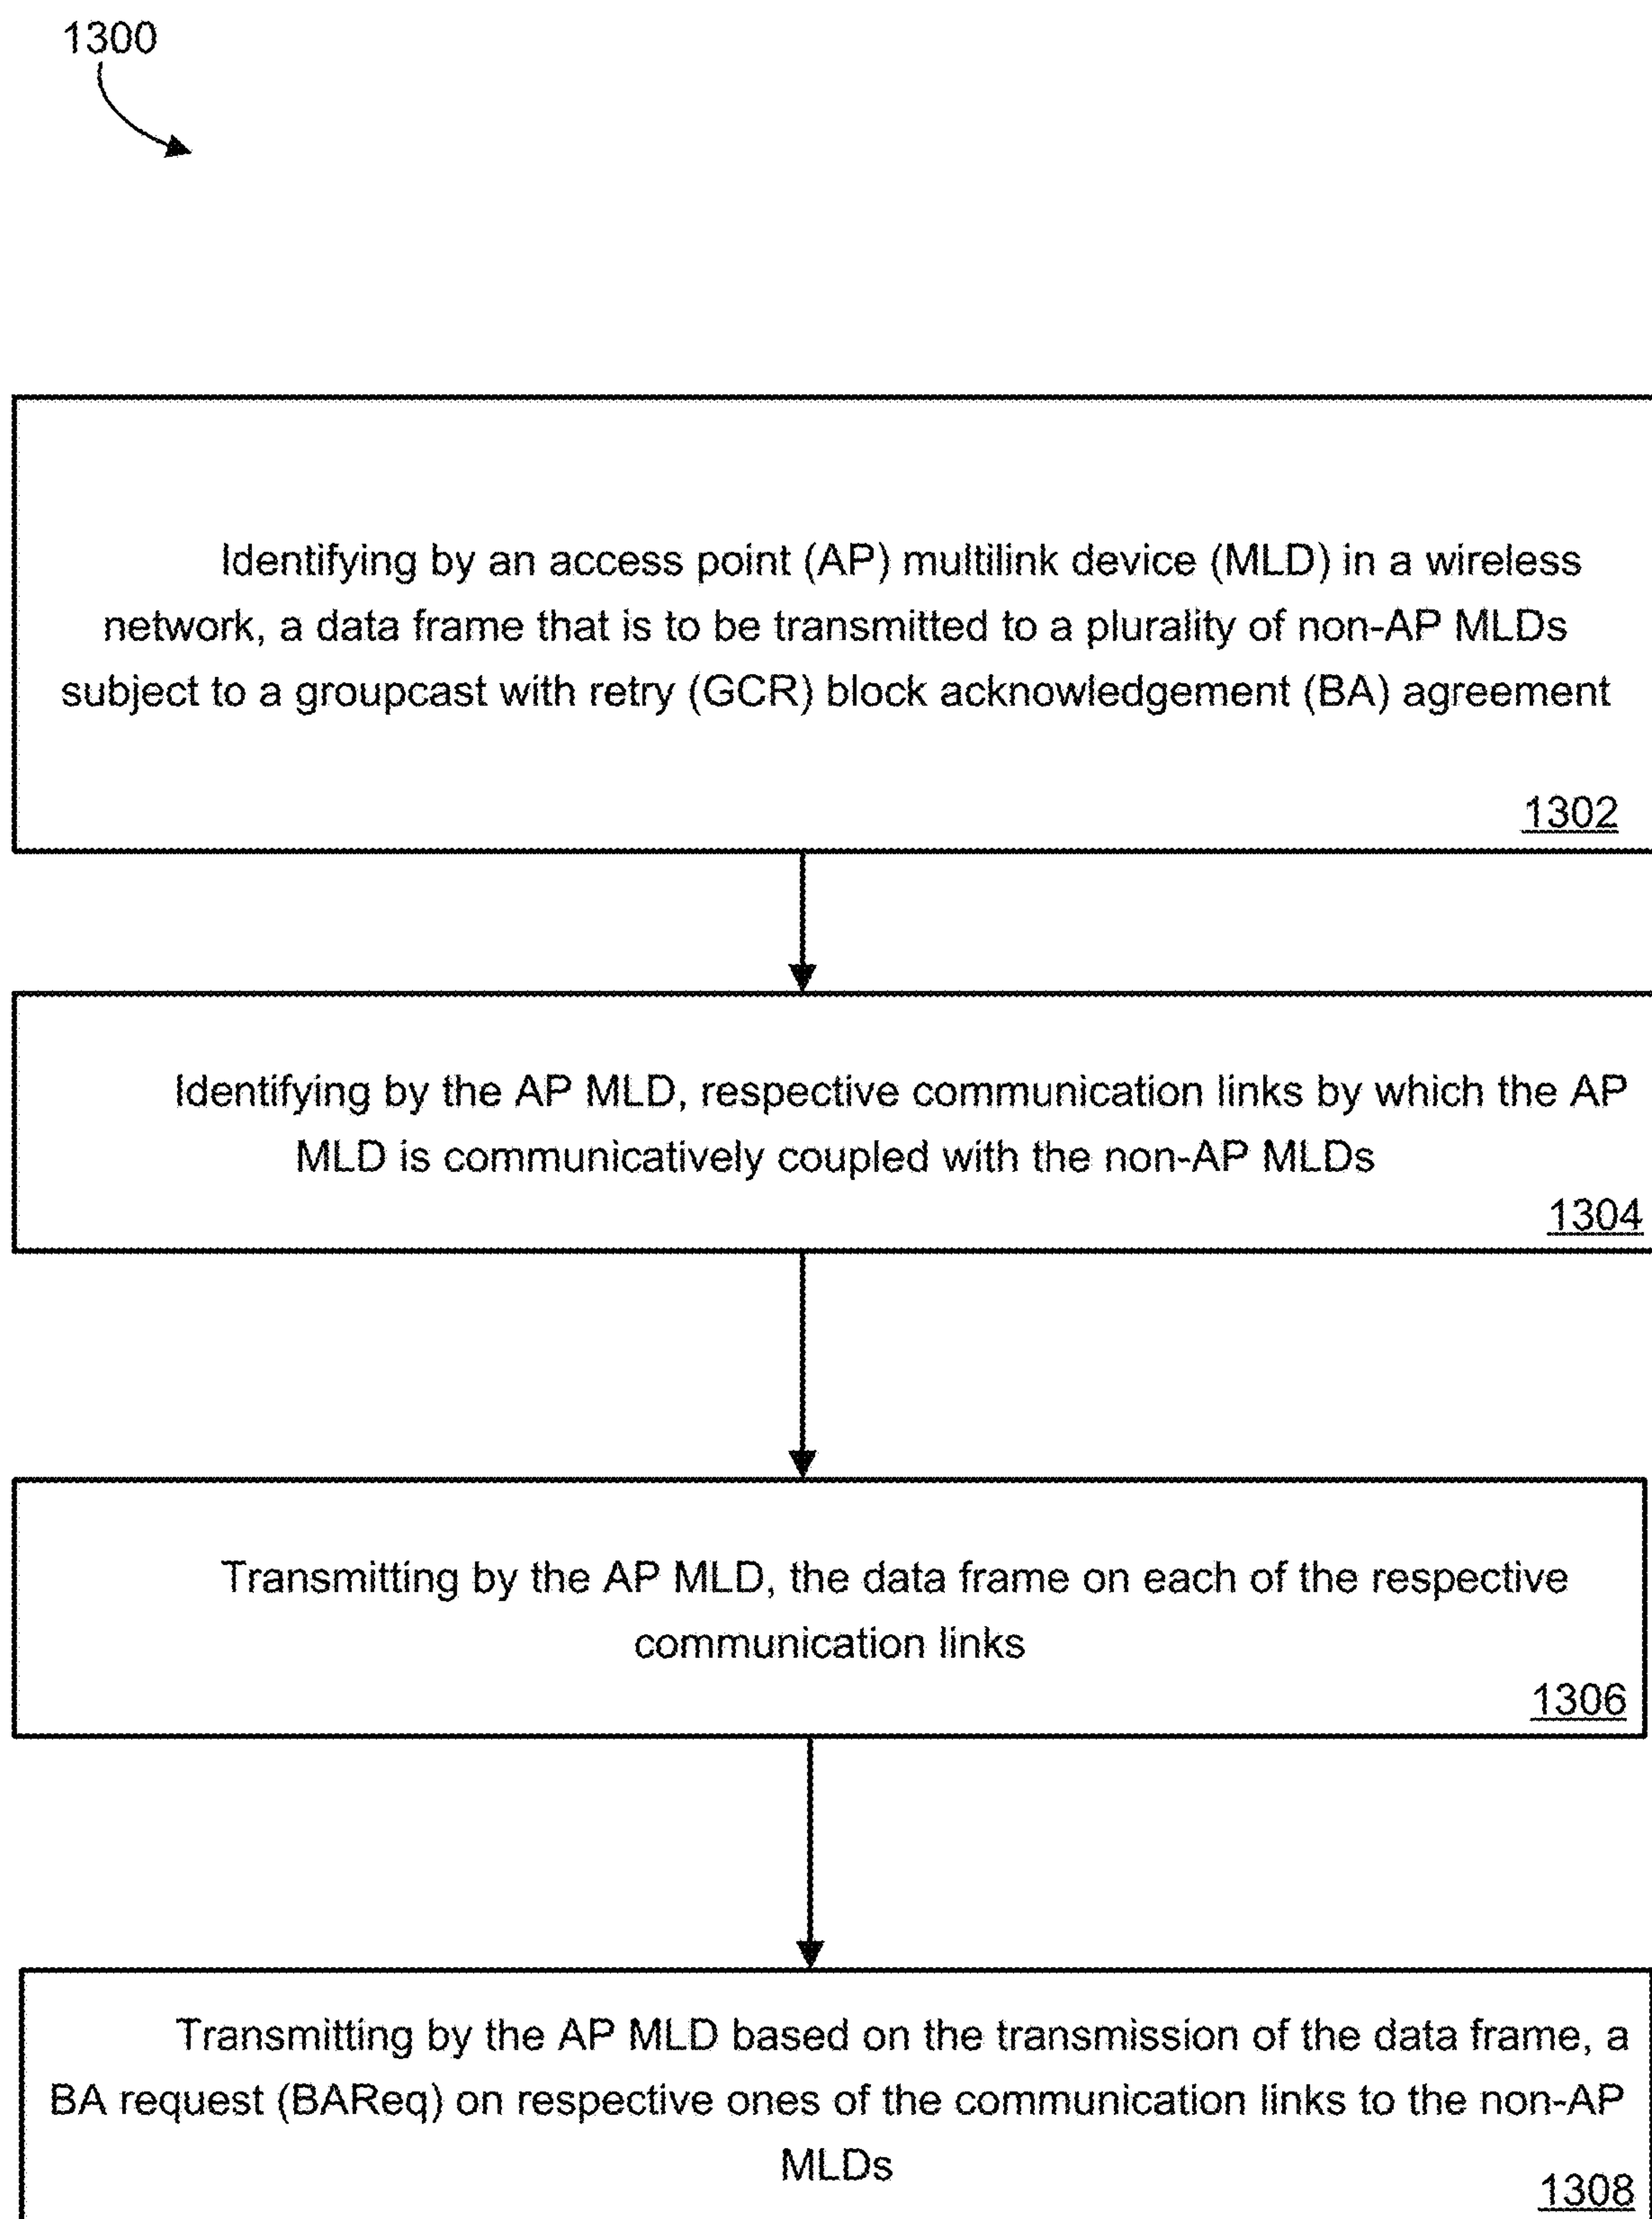 1300
Identifying by an access point (AP) multilink device (MLD) in a wireless
network, a data frame that is to be transmitted to a plurality of non-AP MLDs
subject to a groupcast with retry (GCR) block acknowledgement (BA) agreement
1302
Identifying by the AP MLD, respective communication links by which the AP
MLD is communicatively coupled with the non-AP MLDs
1304
Transmitting by the AP MLD, the data frame on each of the respective
communication links
1306
Transmitting by the AP MLD based on the transmission of the data frame, a
BA request (BAReq) on respective ones of the communication links to the non-AP
MLDs
1308